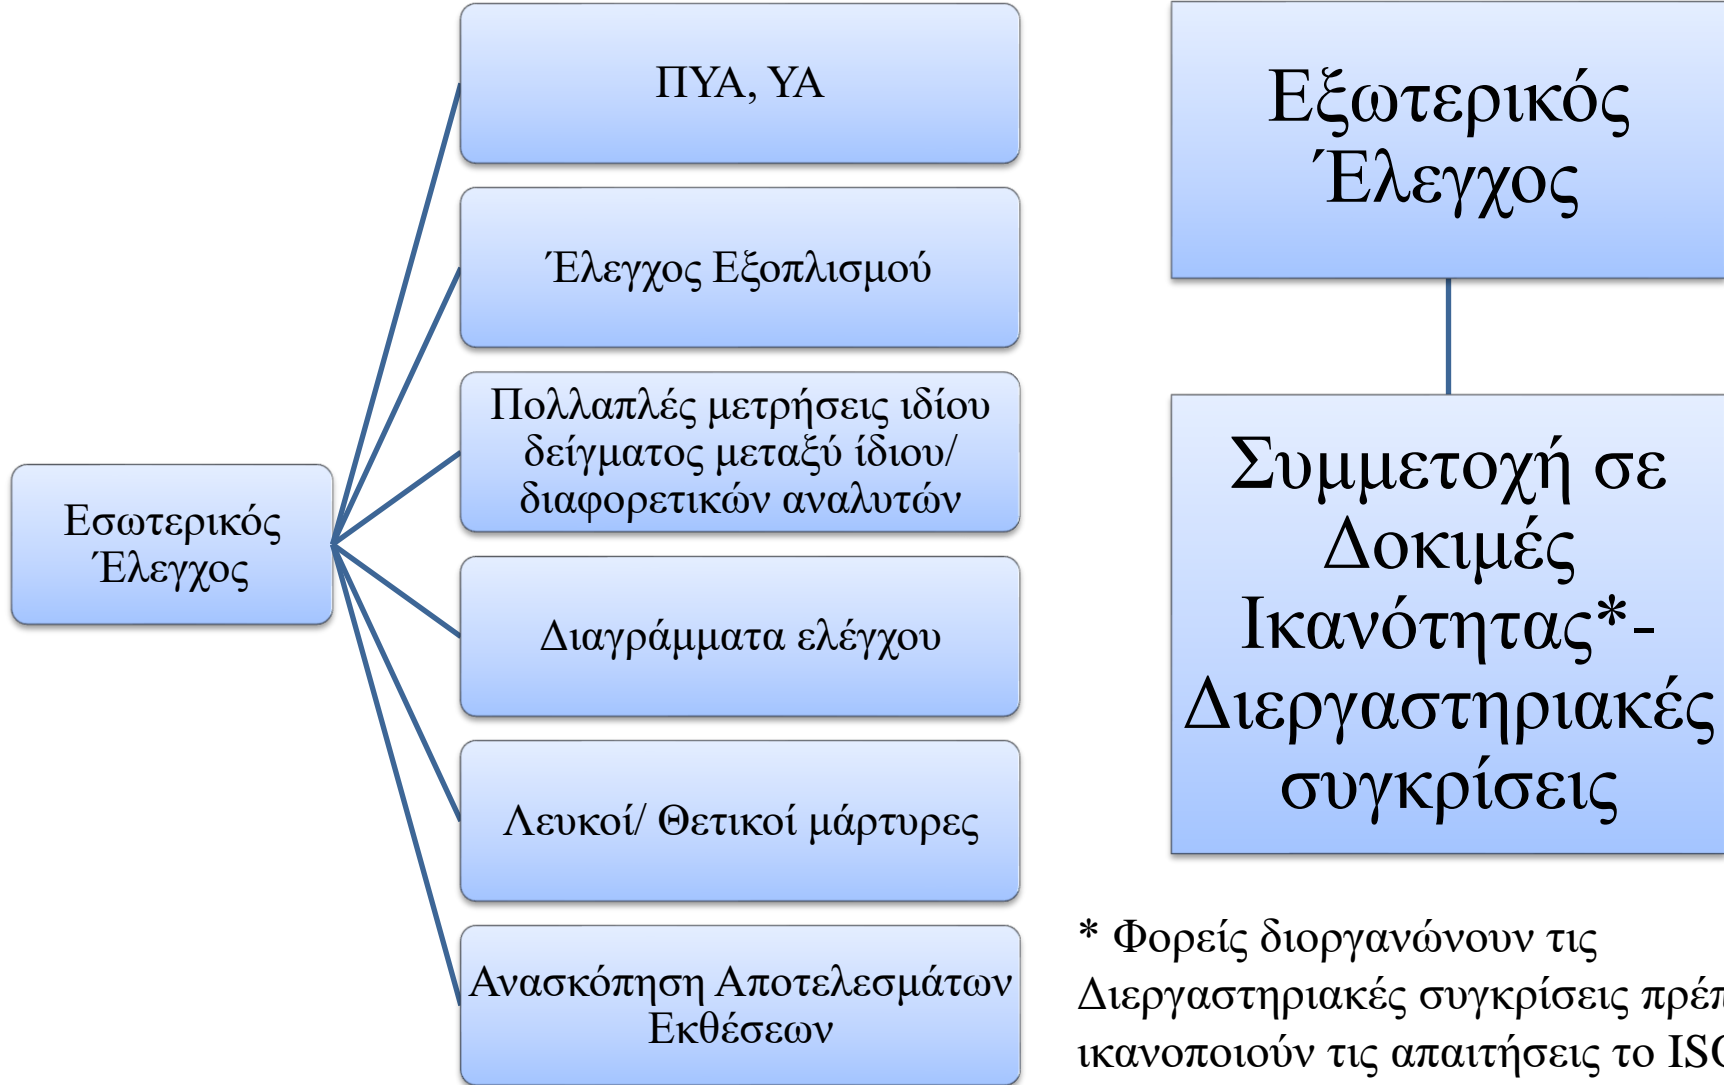 ΠΥΑ, ΥΑ
Έλεγχος Εξοπλισμού
Πολλαπλές μετρήσεις ιδίου
δείγματος μεταξύ ίδιου/
διαφορετικών αναλυτών
Εσωτερικός
Έλεγχος
Διαγράμματα ελέγχου
Λευκοί/ Θετικοί μάρτυρες
Ανασκόπηση Αποτελεσμάτων
Εκθέσεων
Εξωτερικός
Έλεγχος
Συμμετοχή σε
Δοκιμές
Ικανότητας*-
Διεργαστηριακές
συγκρίσεις
* Φορείς διοργανώνουν τις
Διεργαστηριακές συγκρίσεις
ικανοποιούν τις απαιτήσεις το